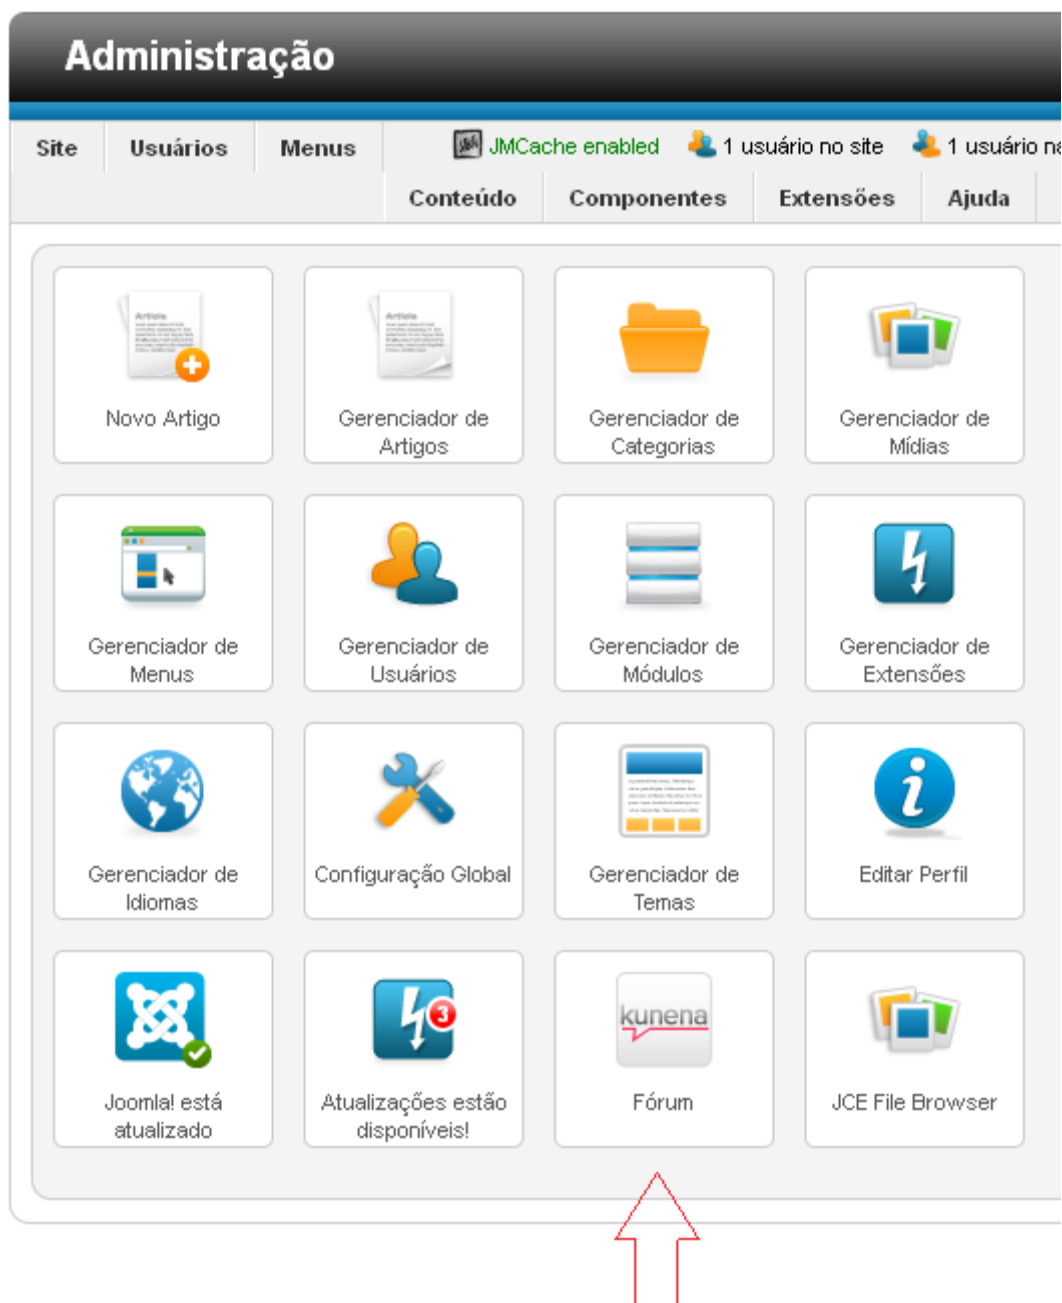 Administração
Site Usuários Menus JMCache enabled 1 usuário no site 1 usuário
Conteúdo Componentes Extensões Ajuda
Article
Article
Novo Artigo
Gerenciador de
Artigos
Gerenciador de
Categorias
Gerenciador de
Mídias
Gerenciador de
Menus
Gerenciador de
Usuários
Gerenciador de
Módulos
Gerenciador de
Extensões
Gerenciador de
Idiomas
Configuração Global
Gerenciador de
Temas
Editar Perfil
Joomla! está
atualizado
3
Atualizações estão
disponíveis!
kunena
Fórum
JCE File Browser